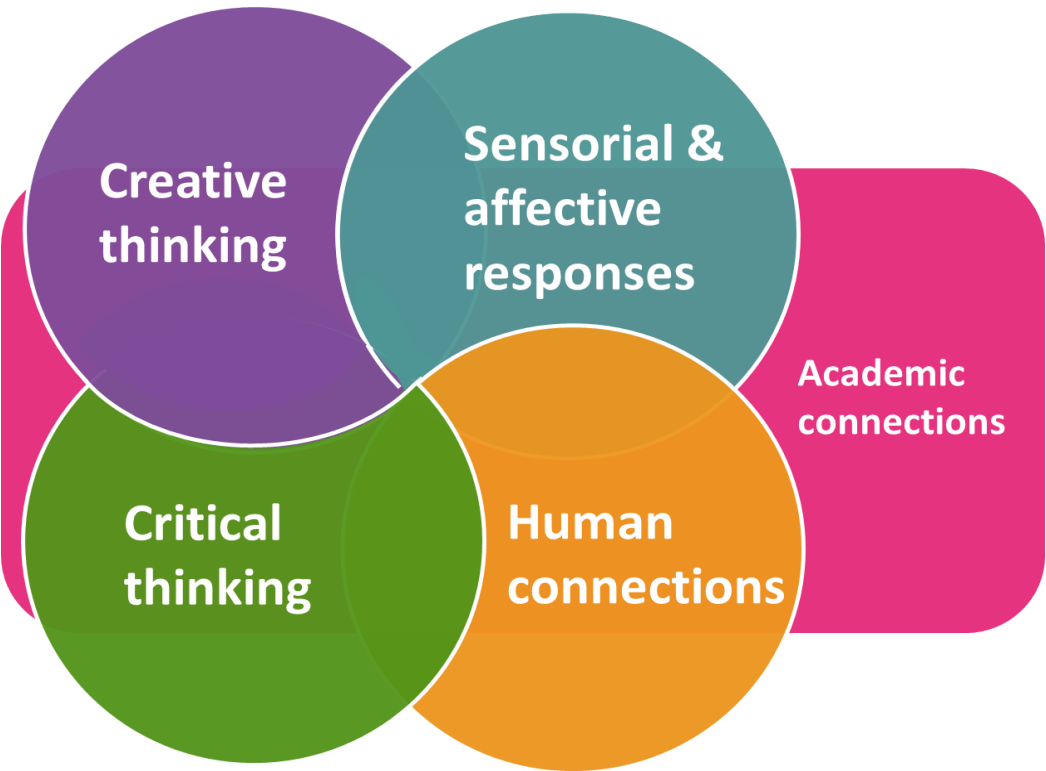 Creative
thinking
Sensorial &
affective
responses
Academic
connections
Critical
thinking
Human
connections